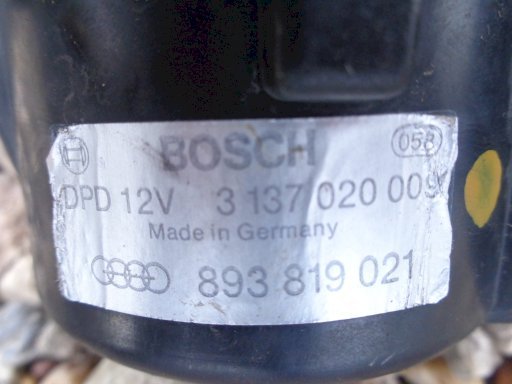 BOSCH 058
DPD 12V 3 137 020 009
Made in Germany
893 819 021